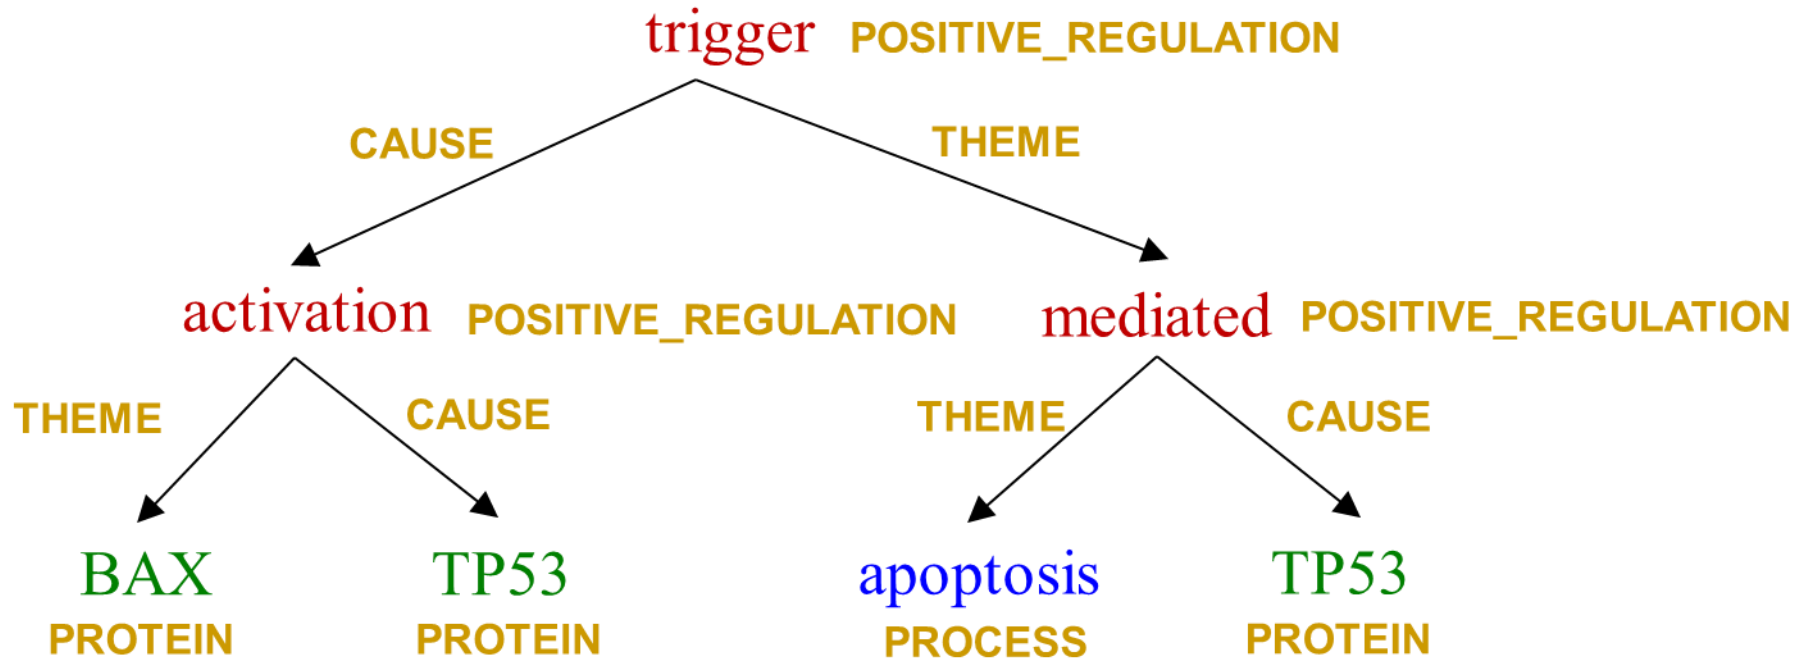 trigger POSITIVE_REGULATION
CAUSE THEME
activation POSITIVE_REGULATION mediated POSITIVE_REGULATION
THEME CAUSE THEME CAUSE
BAX TP53 apoptosis TP53
PROTEIN PROTEIN PROCESS PROTEIN